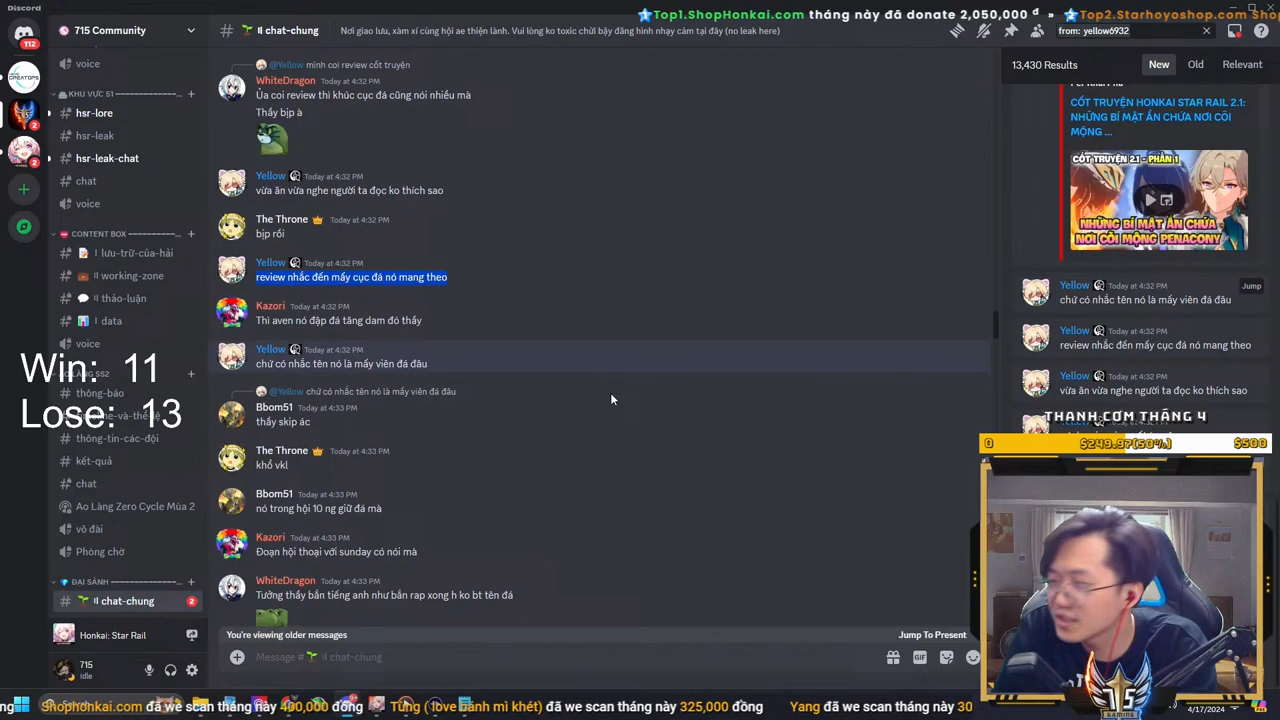 Discord
Top1.ShopHonkai.com tháng này đã donate 2,050,000 đ » Top2.Starhoyoshop.com
112
715 Community
# 🌱 〢chat-chung
Nơi giao lưu, xàm xí cùng hội ae thiện lành. Vui lòng ko toxic chửi bậy đăng hình nhạy cảm tại đây (no leak here)
from: yellow6932
voice
KHU VỰC 51
hsr-lore
hsr-leak
hsr-leak-chat
chat
voice
CONTENT BOX
lưu-trữ-của-hải
working-zone
thảo-luận
data
voice
SS2
thông-báo
thông-tin-các-đội
kết-quả
chat
Ao Làng Zero Cycle Mùa 2
võ đài
Phòng chờ
ĐẠI SẢNH
chat-chung
2
Honkai: Star Rail
715
Idle
Win: 11
Lose: 13
@Yellow mình coi review cốt truyện
WhiteDragon Today at 4:32 PM
Ủa coi review thì khúc cục đá cũng nói nhiều mà
Thấy bịp à
Yellow Today at 4:32 PM
vừa ăn vừa nghe người ta đọc ko thích sao
The Throne Today at 4:32 PM
bịp rồi
Yellow Today at 4:32 PM
review nhắc đến mấy cục đá nó mang theo
Kazori Today at 4:32 PM
Thì aven nó đập đá tăng dam đó thấy
Yellow Today at 4:32 PM
chứ có nhắc tên nó là mấy viên đá đâu
@Yellow chứ có nhắc tên nó là mấy viên đá đâu
Bbom51 Today at 4:33 PM
thầy skip ác
The Throne Today at 4:33 PM
khổ vkl
Bbom51 Today at 4:33 PM
nó trong hội 10 ng giữ đá mà
Kazori Today at 4:33 PM
Đoạn hội thoại với sunday có nói mà
WhiteDragon Today at 4:33 PM
Tưởng thầy bắn tiếng anh như bắn rap xong h ko bt tên đá
You're viewing older messages
Jump To Present
Message # 🌱 〢chat-chung
GIF
13,430 Results
New
Old
Relevant
CỐT TRUYỆN HONKAI STAR RAIL 2.1:
NHỮNG BÍ MẬT ẨN CHỨA NƠI CÕI
MỘNG ...
CỐT TRUYỆN 2.1 - PHẦN 1
NHỮNG BÍ MẬT ẨN CHỨA
NƠI CÕI MỘNG PENACONY
Yellow Today at 4:32 PM
Jump
chứ có nhắc tên nó là mấy viên đá đâu
Yellow Today at 4:32 PM
review nhắc đến mấy cục đá nó mang theo
Yellow Today at 4:32 PM
vừa ăn vừa nghe người ta đọc ko thích sao
THANH CƠM THÁNG 4
0
$249.97(50%)
$500
715
GAMING
Shophonkai.com đã we scan tháng này 400,000 đồng
Tùng ( love bánh mì khét) đã we scan tháng này 325,000 đồng
Yang đã we scan tháng này 30
4/17/2024